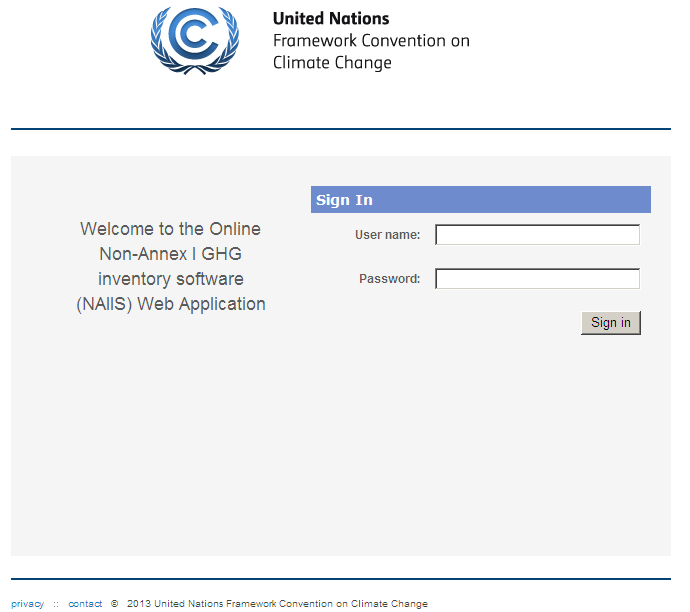 United Nations
Framework Convention on
Climate Change
Welcome to the Online
Non-Annex I GHG
inventory software
(NAIIS) Web Application
Sign In
User name:
Password:
Sign in
privacy :: contact © 2013 United Nations Framework Convention on Climate Change